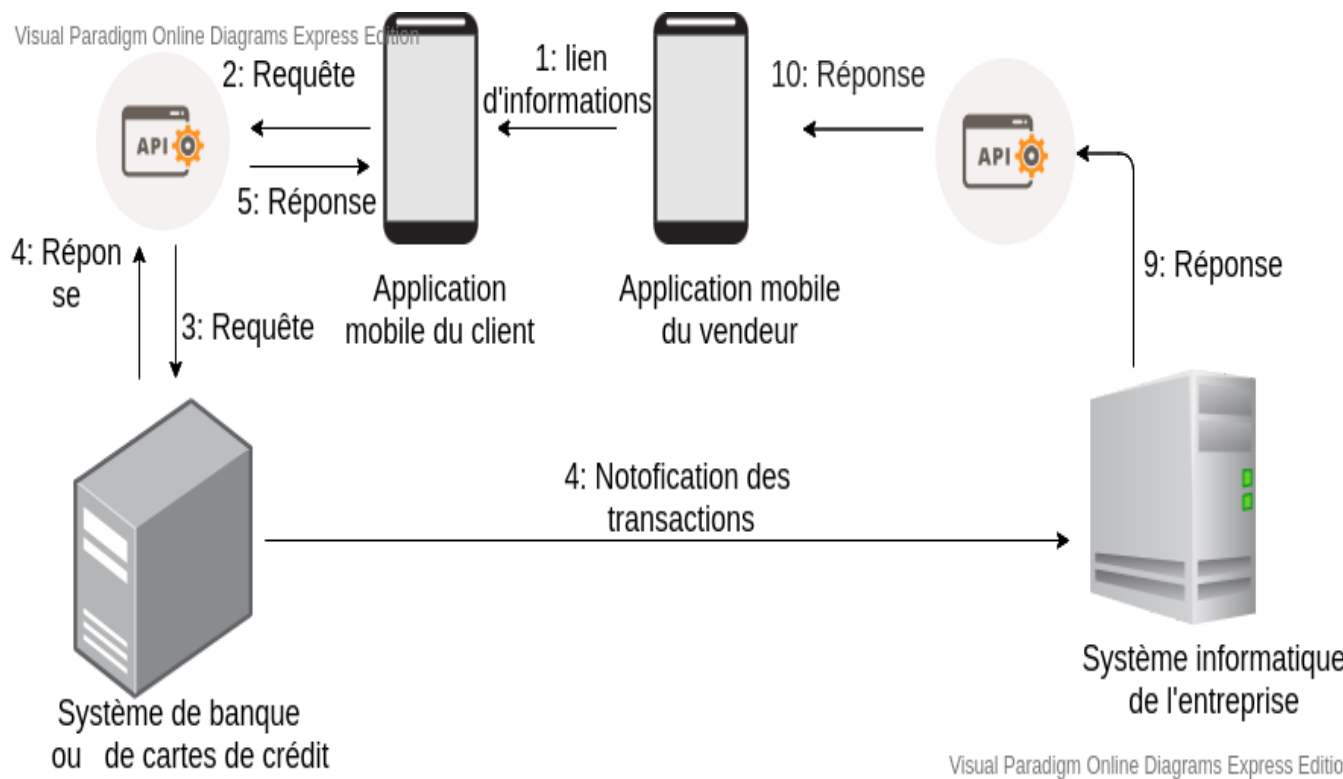 Visual Paradigm Online Diagrams Express Edition
2: Requête
1: lien
d'informations
10: Réponse
API
API
5: Réponse
4: Répon
se
3: Requête
Application
mobile du client
Application mobile
du vendeur
9: Réponse
4: Notofication des
transactions
Système de banque
ou de cartes de crédit
Système informatique
de l'entreprise
Visual Paradigm Online Diagrams Express Editio